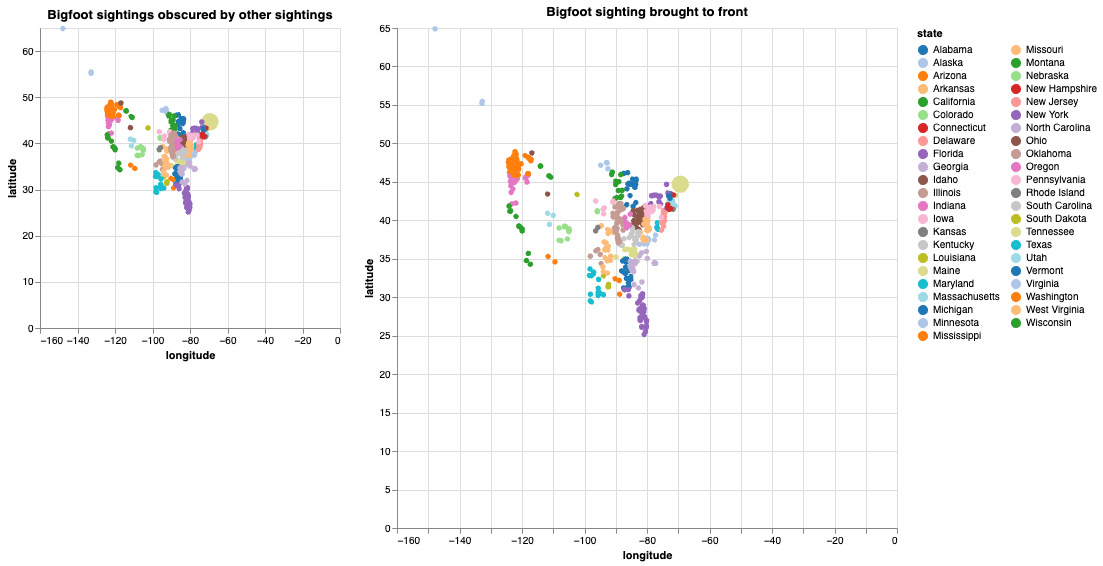 Bigfoot sightings obscured by other sightings
60
50
40
30
20
10
0
latitude
−160 −140 −120 −100 −80 −60 −40 −20 0
longitude
Bigfoot sighting brought to front
65
60
55
50
45
40
35
30
25
20
15
10
5
0
latitude
−160 −140 −120 −100 −80 −60 −40 −20 0
longitude
state
Alabama
Alaska
Arizona
Arkansas
California
Colorado
Connecticut
Delaware
Florida
Georgia
Idaho
Illinois
Indiana
Iowa
Kansas
Kentucky
Louisiana
Maine
Maryland
Massachusetts
Michigan
Minnesota
Mississippi
Missouri
Montana
Nebraska
New Hampshire
New Jersey
New York
North Carolina
Ohio
Oklahoma
Oregon
Pennsylvania
Rhode Island
South Carolina
South Dakota
Tennessee
Texas
Utah
Vermont
Virginia
Washington
West Virginia
Wisconsin